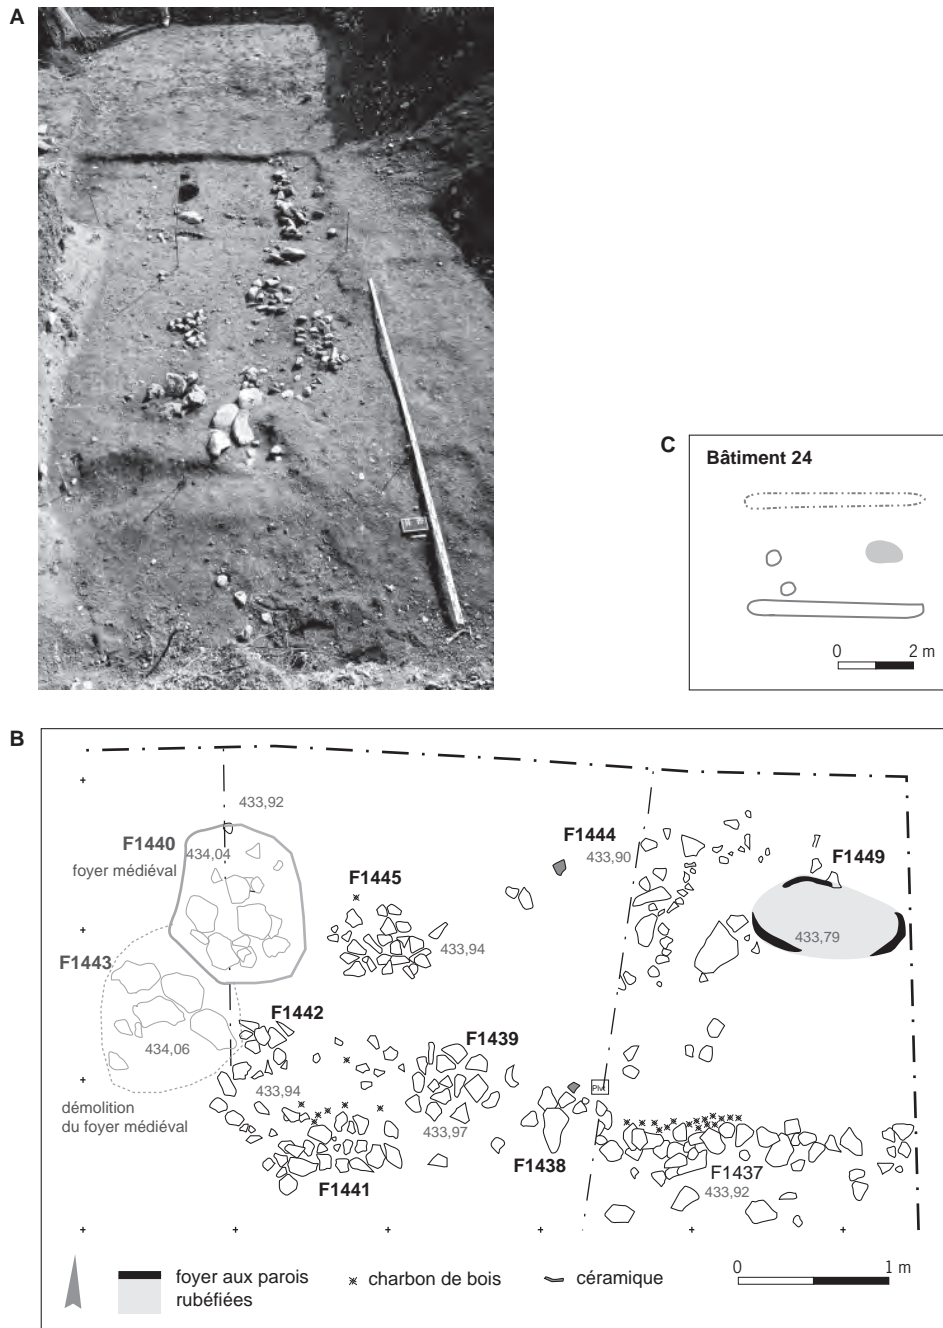 A
C
Bâtiment 24
0 2 m
B
433,92
F1440
434,04
foyer médiéval
F1444
433,90
F1449
F1445
433,94
433,79
F1443
F1442
F1439
434,06
433,94
433,97
démolition
du foyer médiéval
F1441
F1438
F1437
433,92
foyer aux parois
rubéfiées
charbon de bois
céramique
0 1 m